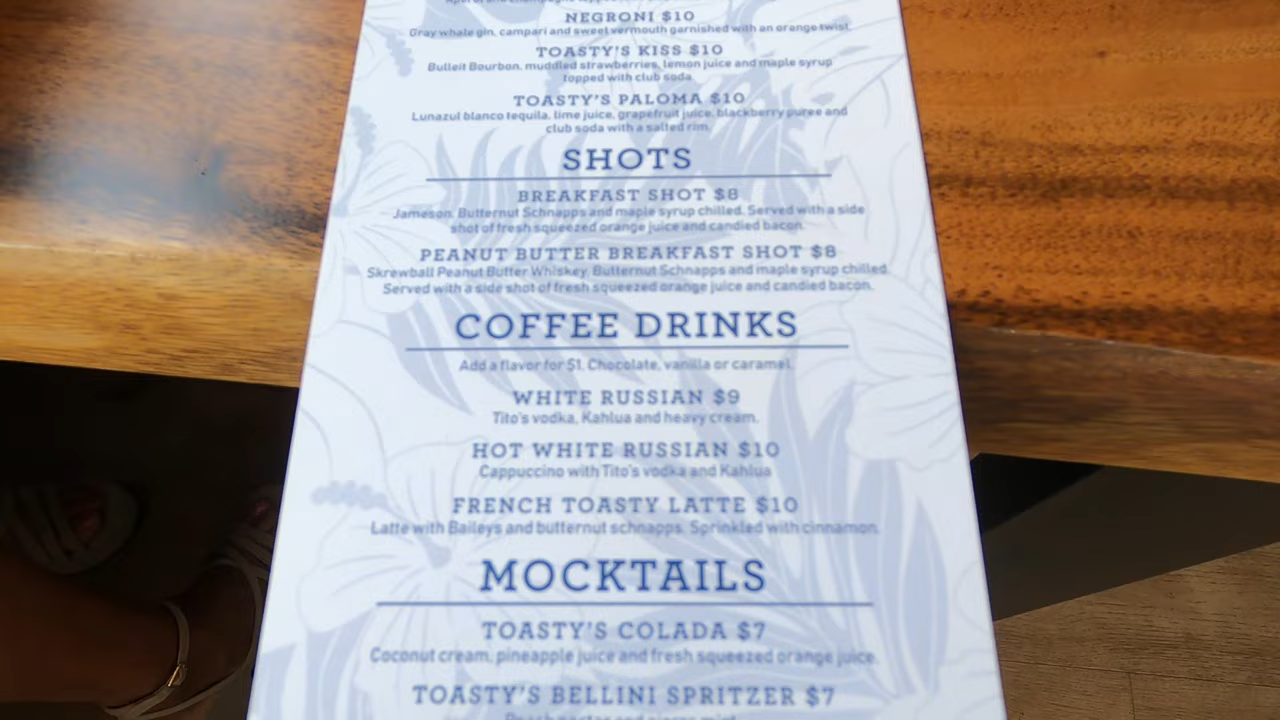 NEGRONI $10
Gray whale gin, campari and sweet vermouth garnished with an orange twist.
TOASTY'S KISS $10
Bulleit Bourbon, muddled strawberries, lemon juice and maple syrup
topped with club soda.
TOASTY'S PALOMA $10
Lunazul blanco tequila, lime juice, grapefruit juice, blackberry puree and
club soda with a salted rim.
SHOTS
BREAKFAST SHOT $8
Jameson, Butternut Schnapps and maple syrup chilled. Served with a side
shot of fresh squeezed orange juice and candied bacon.
PEANUT BUTTER BREAKFAST SHOT $8
Skrewball Peanut Butter Whiskey, Butternut Schnapps and maple syrup chilled.
Served with a side shot of fresh squeezed orange juice and candied bacon.
COFFEE DRINKS
Add a flavor for $1. Chocolate, vanilla or caramel.
WHITE RUSSIAN $9
Tito's vodka, Kahlua and heavy cream.
HOT WHITE RUSSIAN $10
Cappuccino with Tito's vodka and Kahlua
FRENCH TOASTY LATTE $10
Latte with Baileys and butternut schnapps. Sprinkled with cinnamon.
MOCKTAILS
TOASTY'S COLADA $7
Coconut cream, pineapple juice and fresh squeezed orange juice.
TOASTY'S BELLINI SPRITZER $7